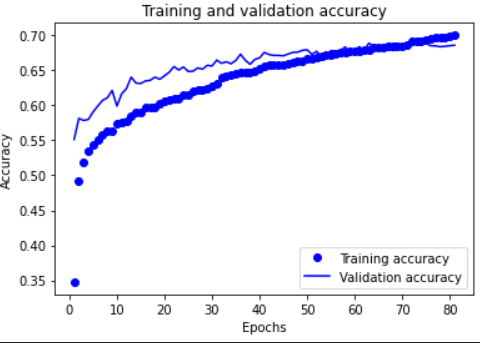 Training and validation accuracy
0.70
0.65
0.60
0.55
0.50
0.45
0.40
0.35
Accuracy
Training accuracy
Validation accuracy
0 10 20 30 40 50 60 70 80
Epochs